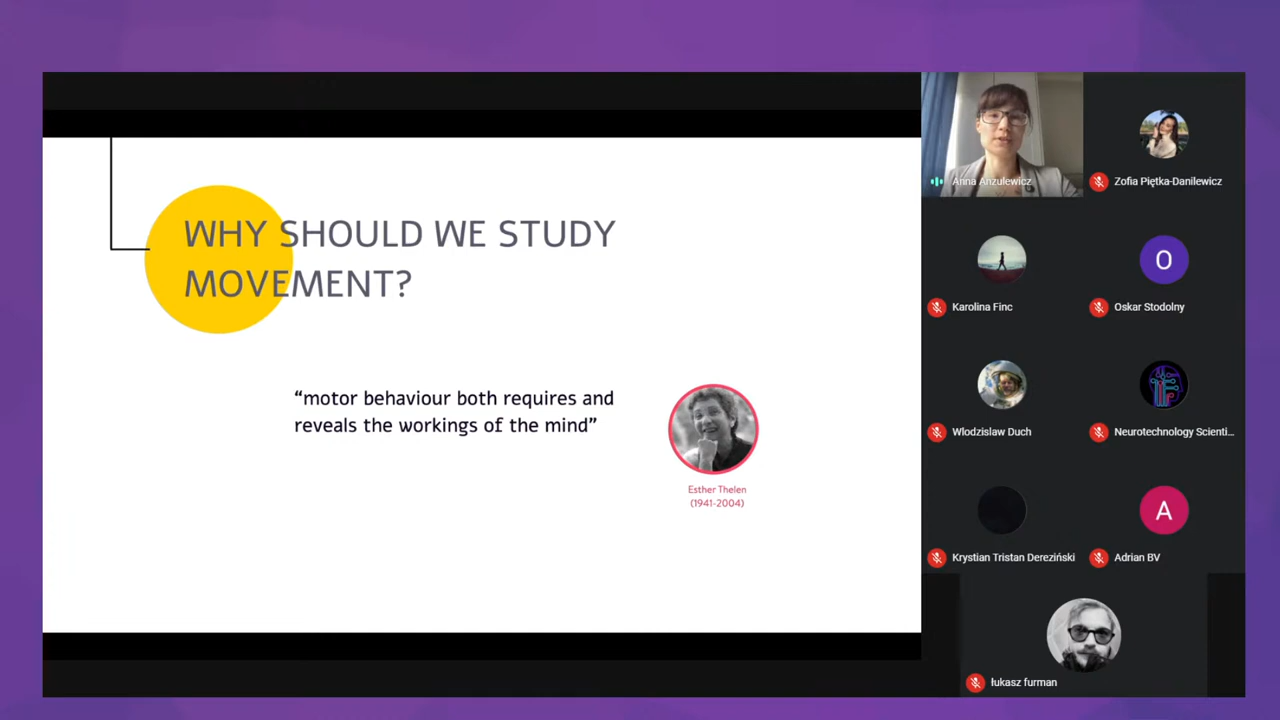 WHY SHOULD WE STUDY
MOVEMENT?
“motor behaviour both requires and
reveals the workings of the mind”
Esther Thelen
(1941-2004)
Anna Anzulewicz
Zofia Piętka-Danilewicz
Karolina Finc
O
Oskar Stodolny
Wlodzislaw Duch
Neurotechnology Scienti...
Krystian Tristan Dereziński
A
Adrian BV
łukasz furman